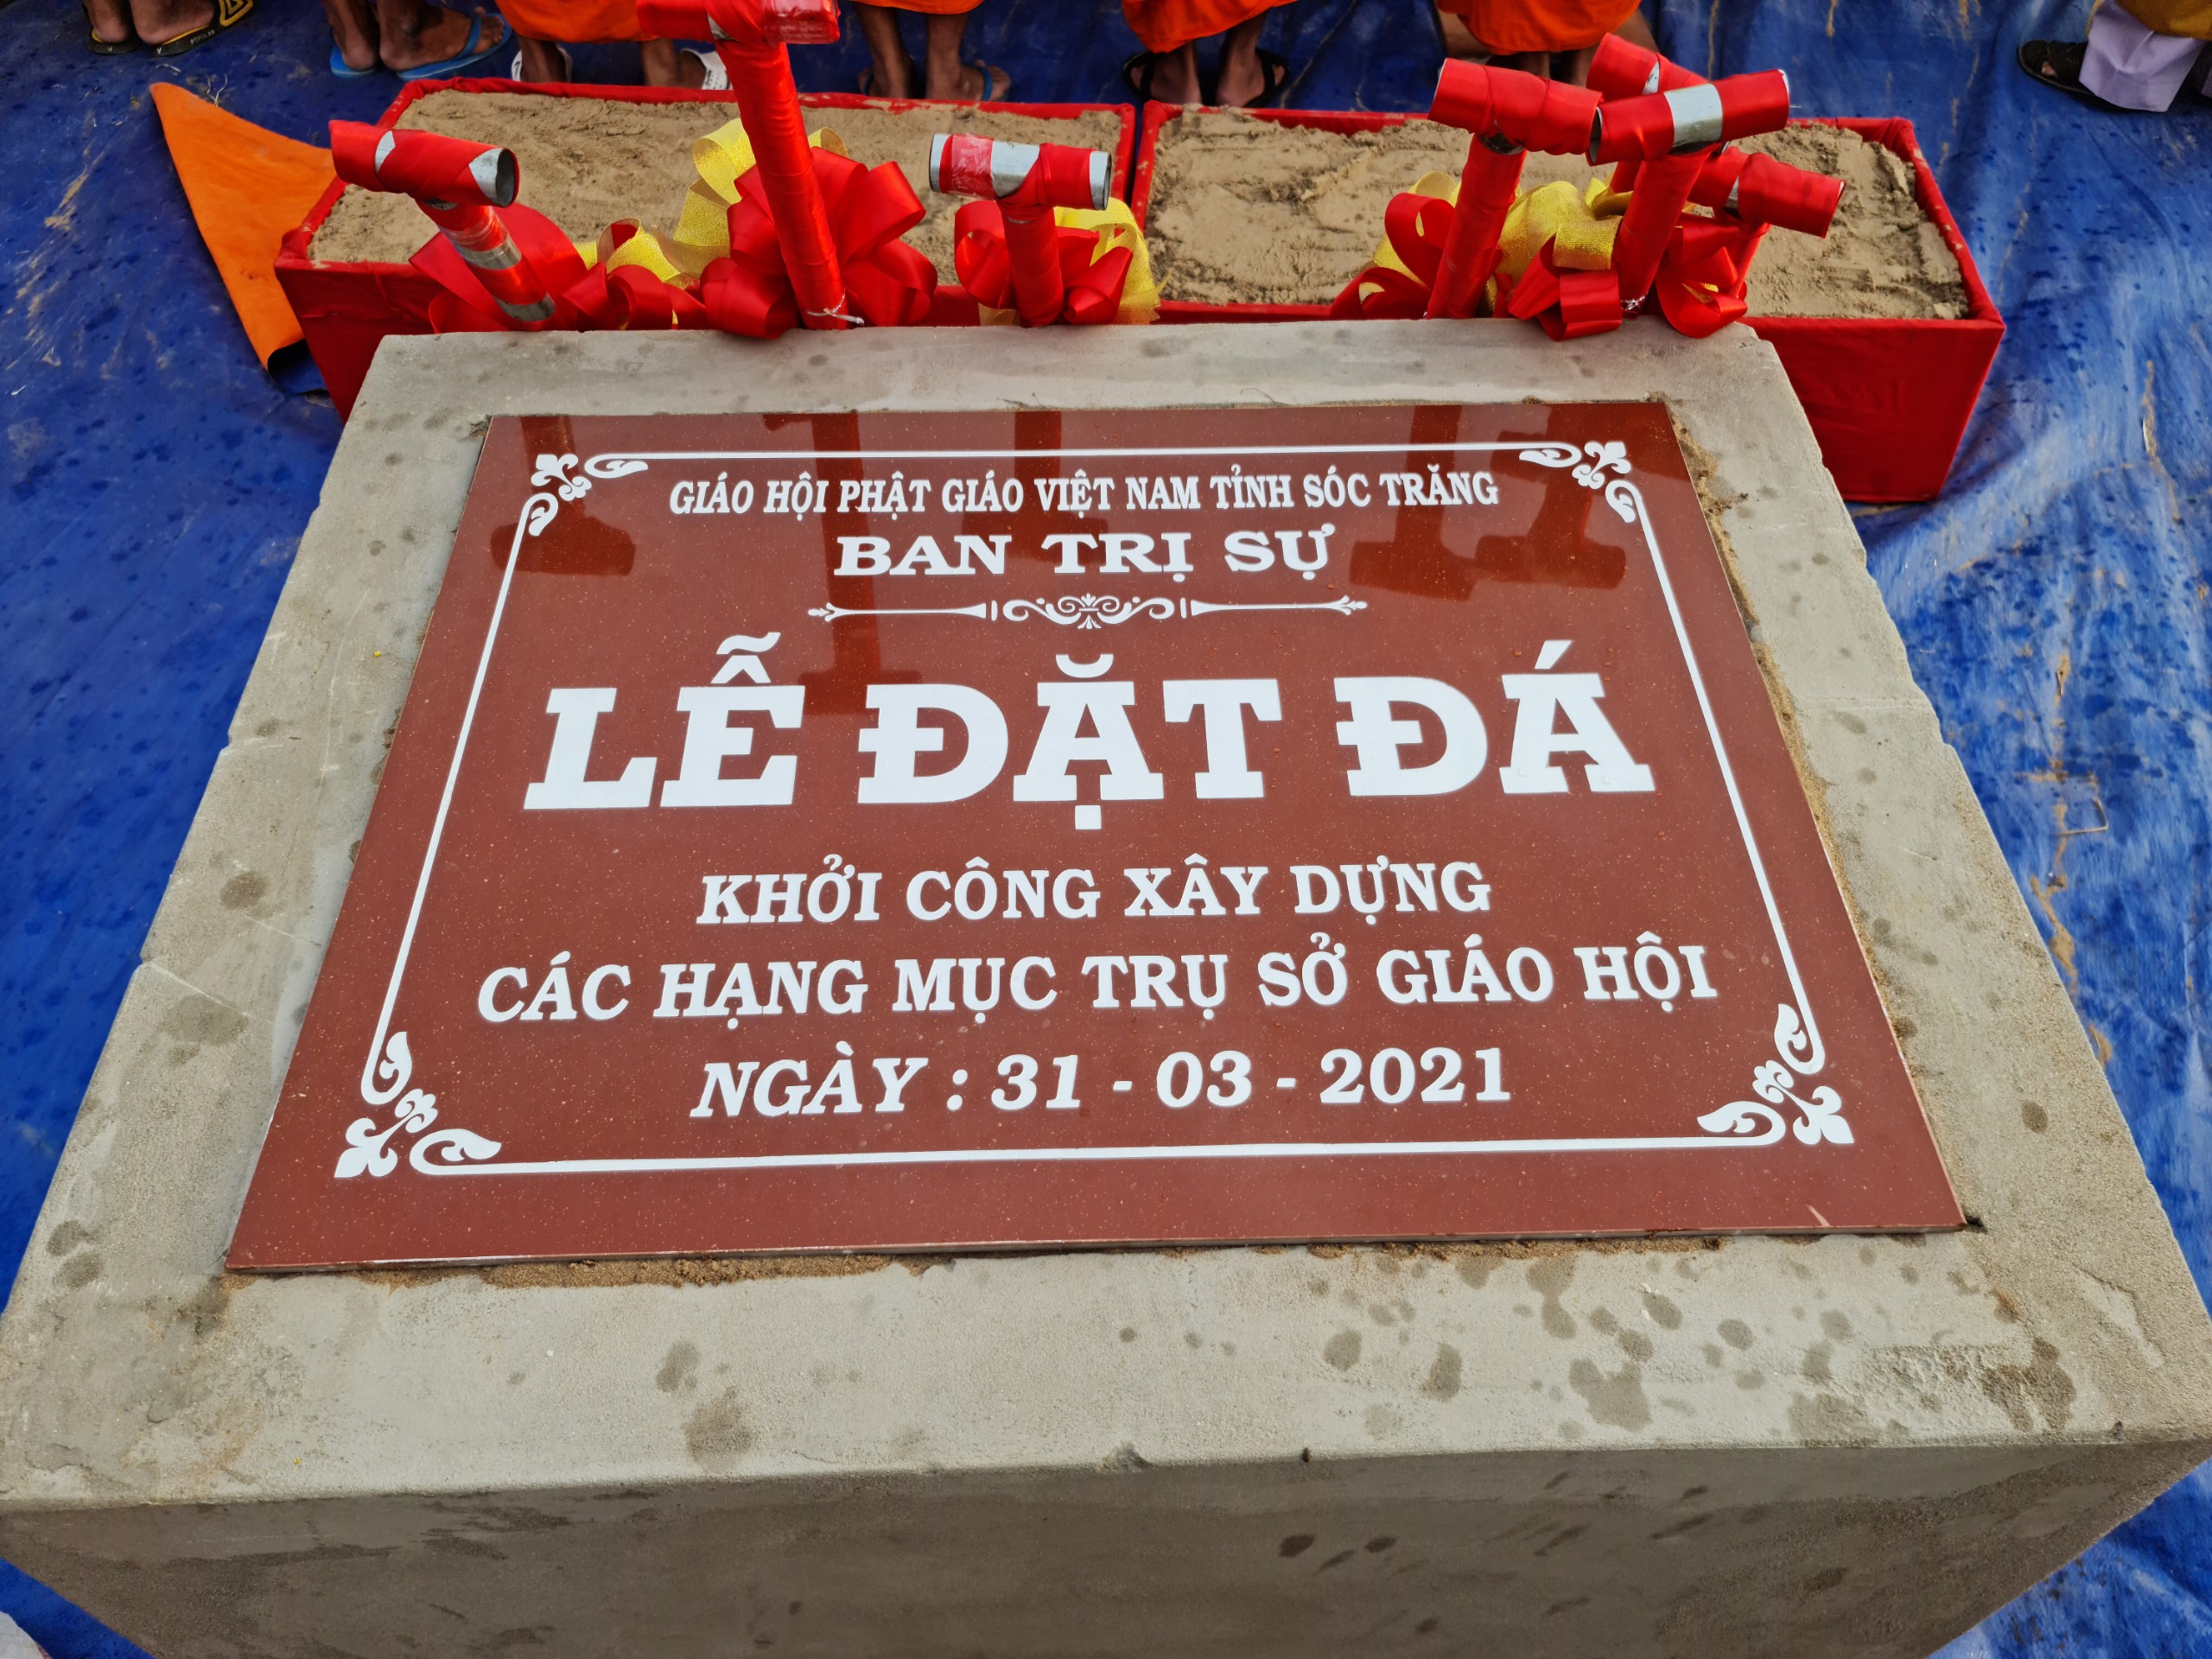 GIÁO HỘI PHẬT GIÁO VIỆT NAM TỈNH SÓC TRĂNG
BAN TRỊ SỰ
LỄ ĐẶT ĐÁ
KHỞI CÔNG XÂY DỰNG
CÁC HẠNG MỤC TRỤ SỞ GIÁO HỘI
NGÀY : 31 - 03 - 2021